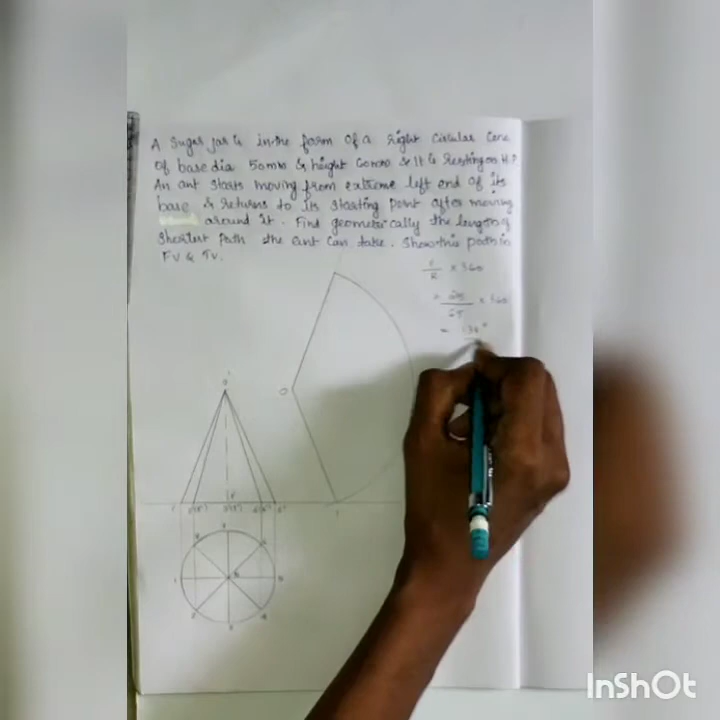 A Sugar jar is in the form of a right circular Cone
of base dia 50mm & height 60mm & It is Resting on H.P
An ant starts moving from extreme left end of its
base & returns to its starting point after moving
around it. Find geometrically the length of
shortest path the ant can take. Show this path in
FV & TV.
r/R × 360
= 25/65 × 360
= 138°
O'
O
1
InShOt